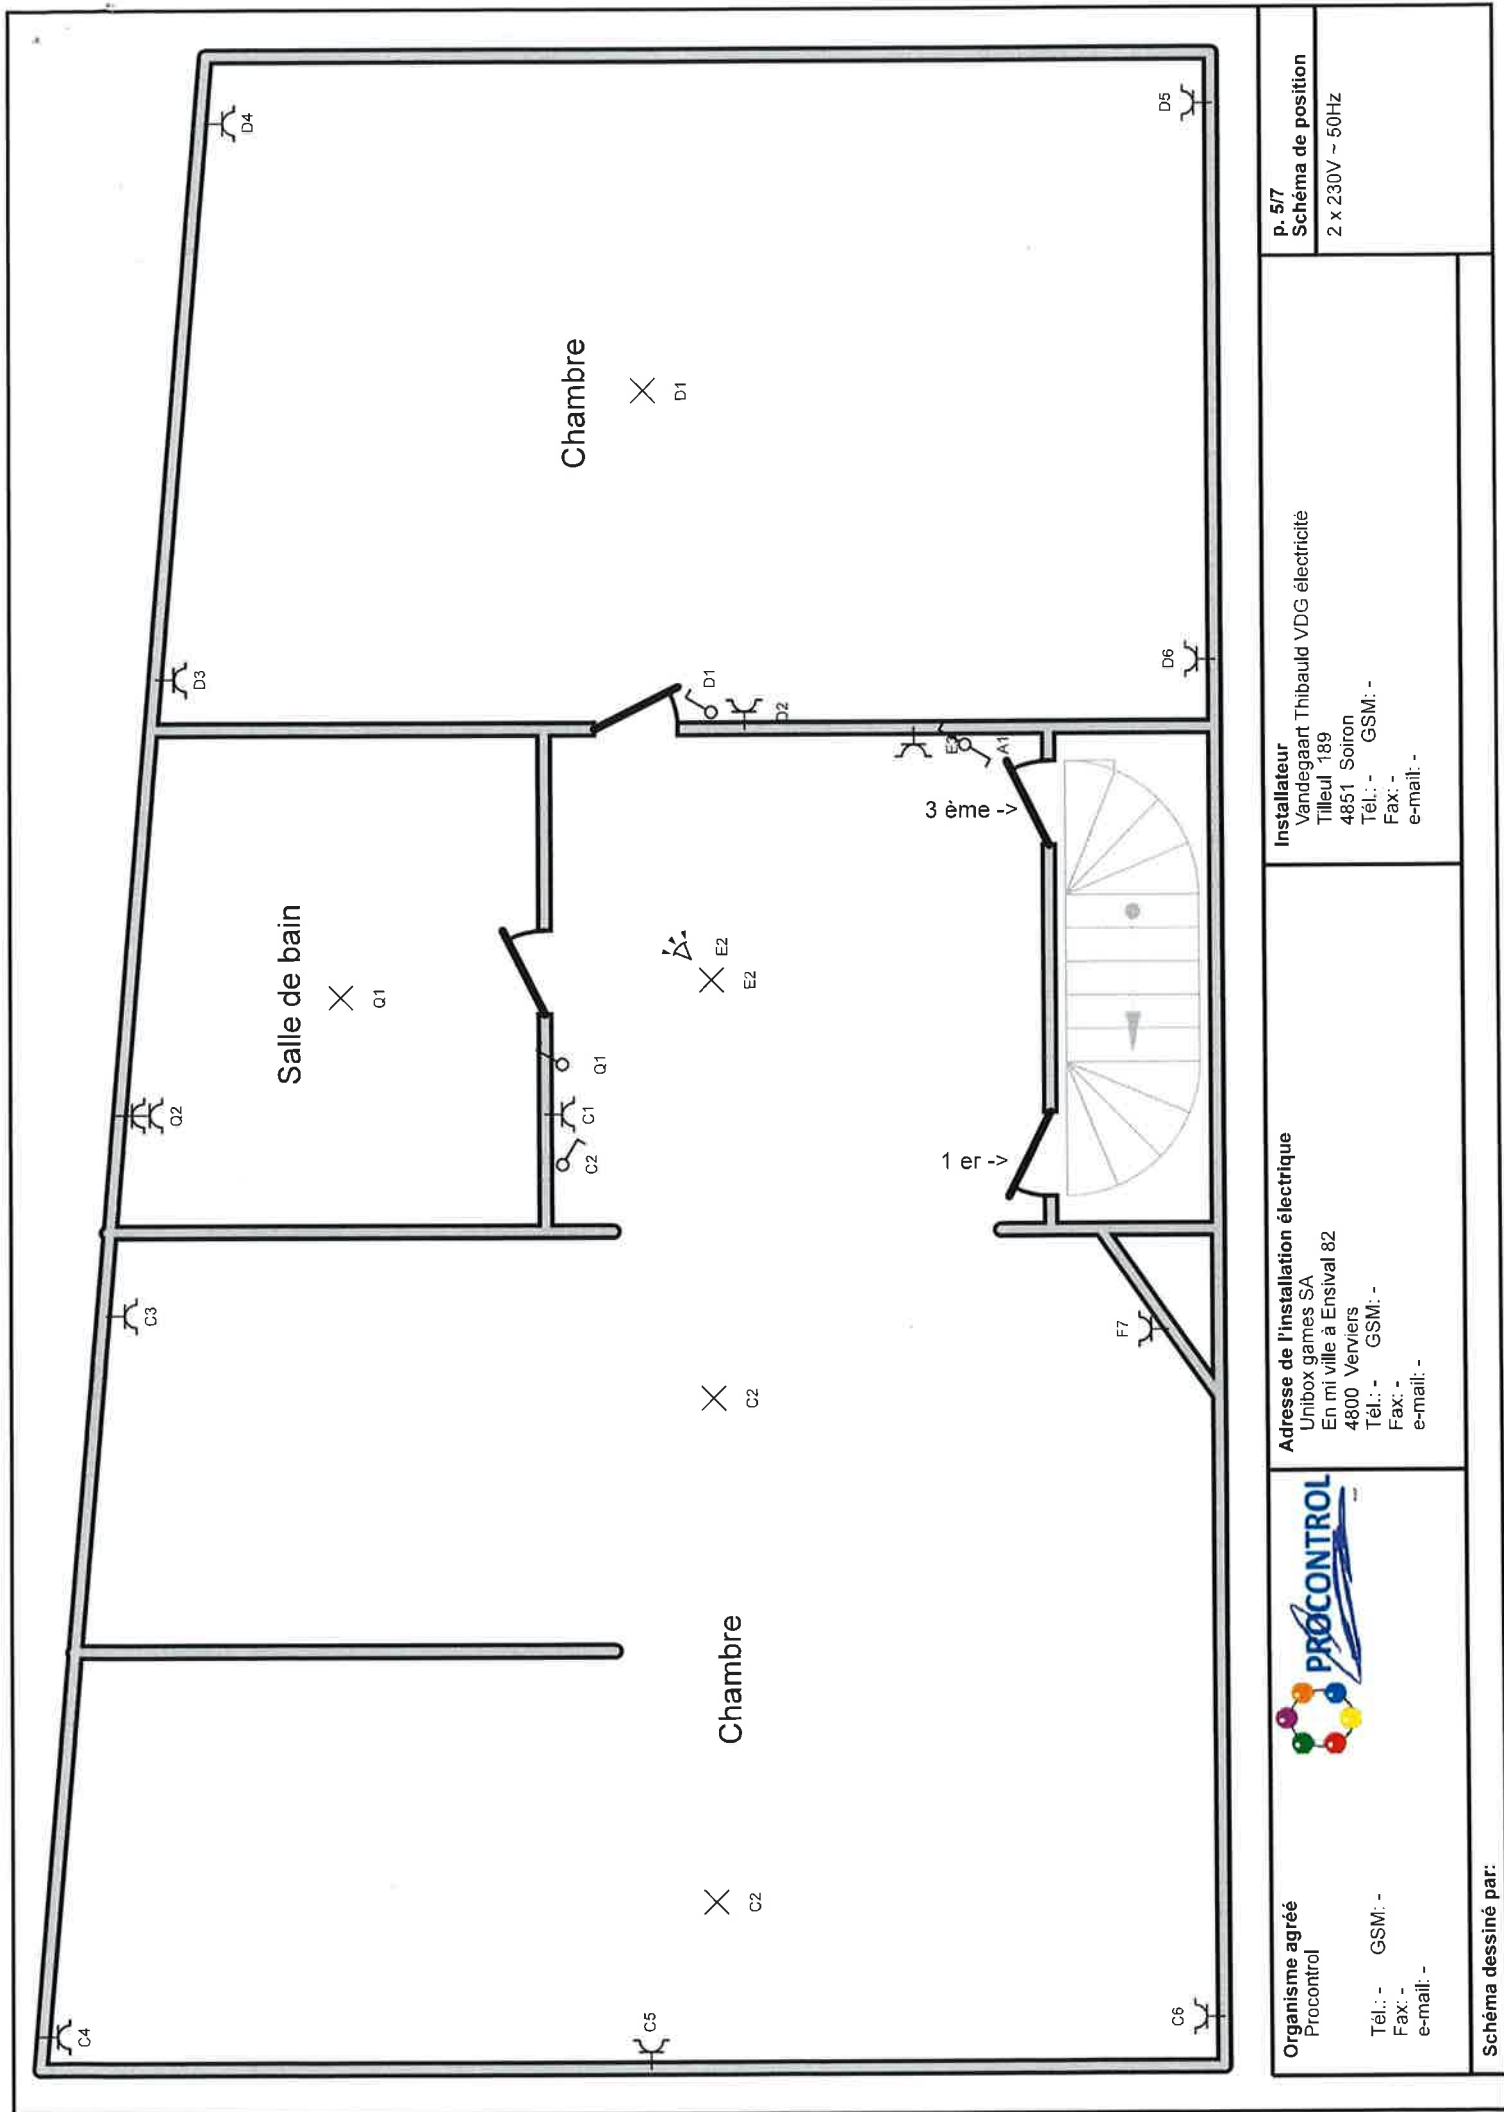 C4
C3
Q2
D3
D4
Salle de bain
Q1
Chambre
D1
C2
C1
Q1
D1
C5
Chambre
C2
C2
E2
E2
D2
3 ème ->
E3
A1
1 er ->
F7
C6
D6
D5
Organisme agréé
Procontrol
Tél.: - GSM: -
Fax: -
e-mail: -
PROCONTROL
Adresse de l'installation électrique
Unibox games SA
En mi ville à Ensival 82
4800 Verviers
Tél.: - GSM: -
Fax: -
e-mail: -
Installateur
Vandegaart Thibauld VDG électricité
Tilleul 189
4851 Soiron
Tél.: - GSM: -
Fax: -
e-mail: -
p. 5/7
Schéma de position
2 x 230V ~ 50Hz
Schéma dessiné par: